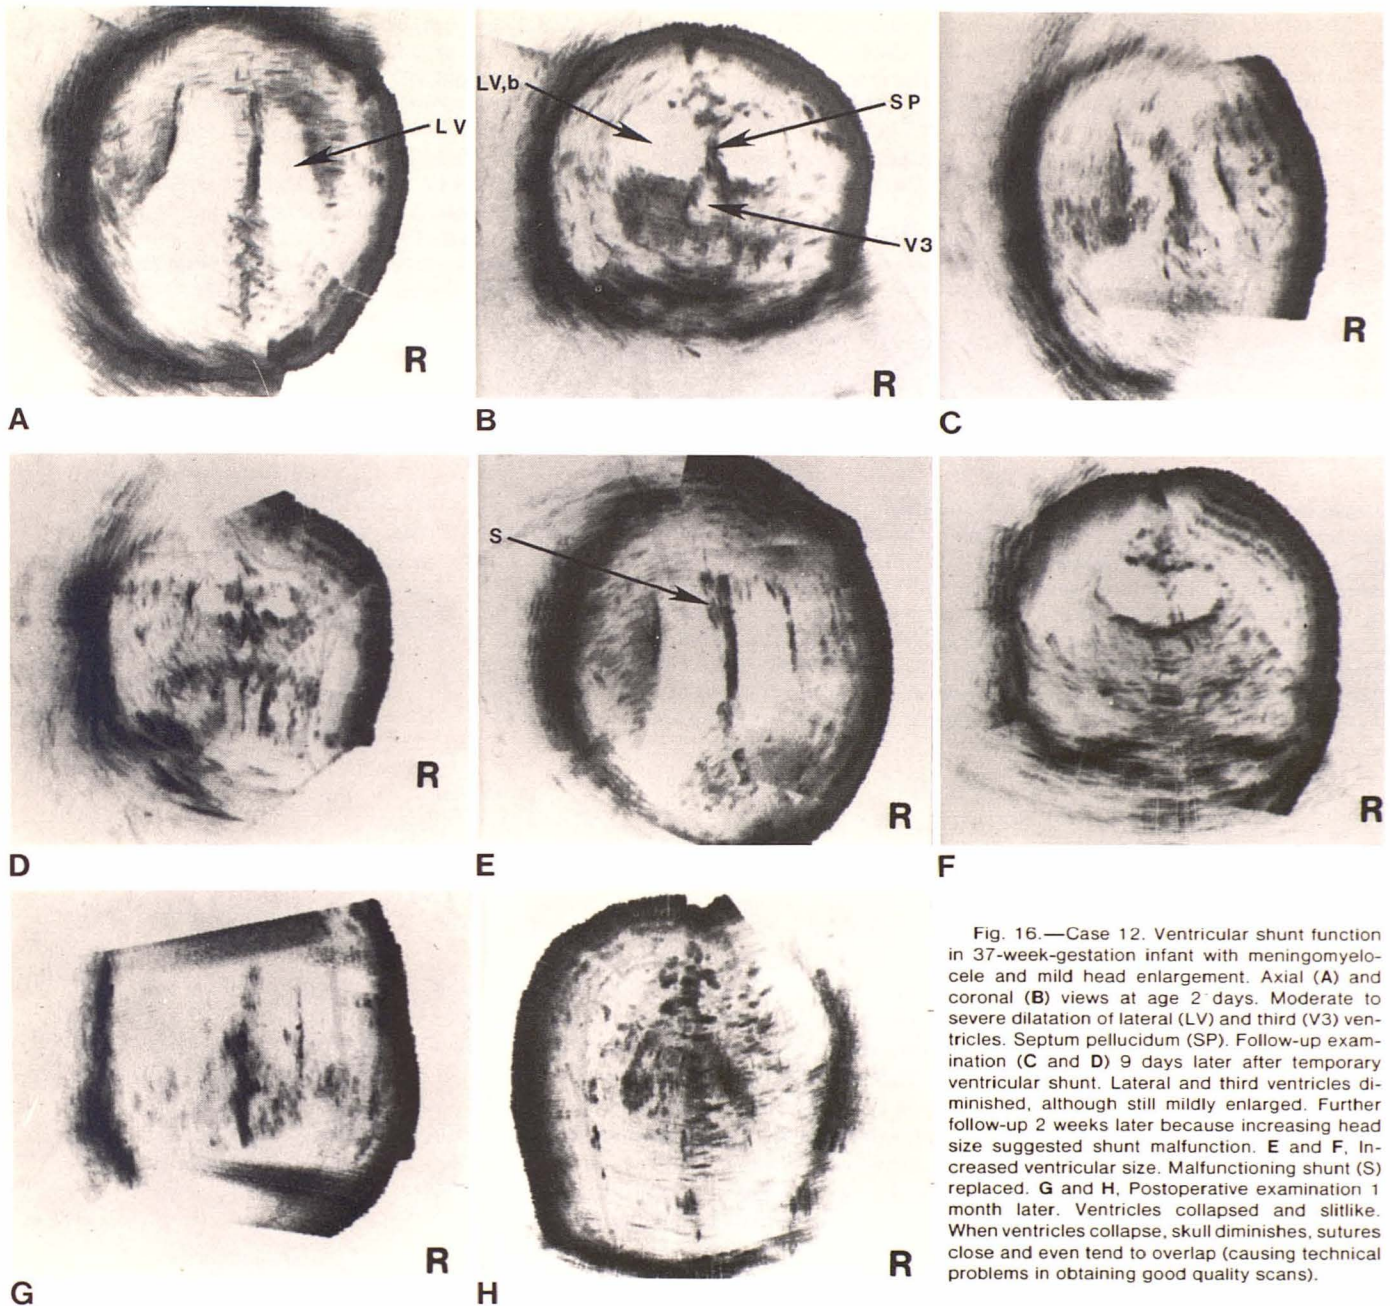 LV
R
A
LV,b
SP
V3
R
B
R
C
R
D
S
R
E
R
F
R
G
R
H
Fig. 16.—Case 12. Ventricular shunt function
in 37-week-gestation infant with meningomyelo-
cele and mild head enlargement. Axial (A) and
coronal (B) views at age 2 days. Moderate to
severe dilatation of lateral (LV) and third (V3) ven-
tricles. Septum pellucidum (SP). Follow-up exam-
ination (C and D) 9 days later after temporary
ventricular shunt. Lateral and third ventricles di-
minished, although still mildly enlarged. Further
follow-up 2 weeks later because increasing head
size suggested shunt malfunction. E and F, In-
creased ventricular size. Malfunctioning shunt (S)
replaced. G and H, Postoperative examination 1
month later. Ventricles collapsed and slitlike.
When ventricles collapse, skull diminishes, sutures
close and even tend to overlap (causing technical
problems in obtaining good quality scans).